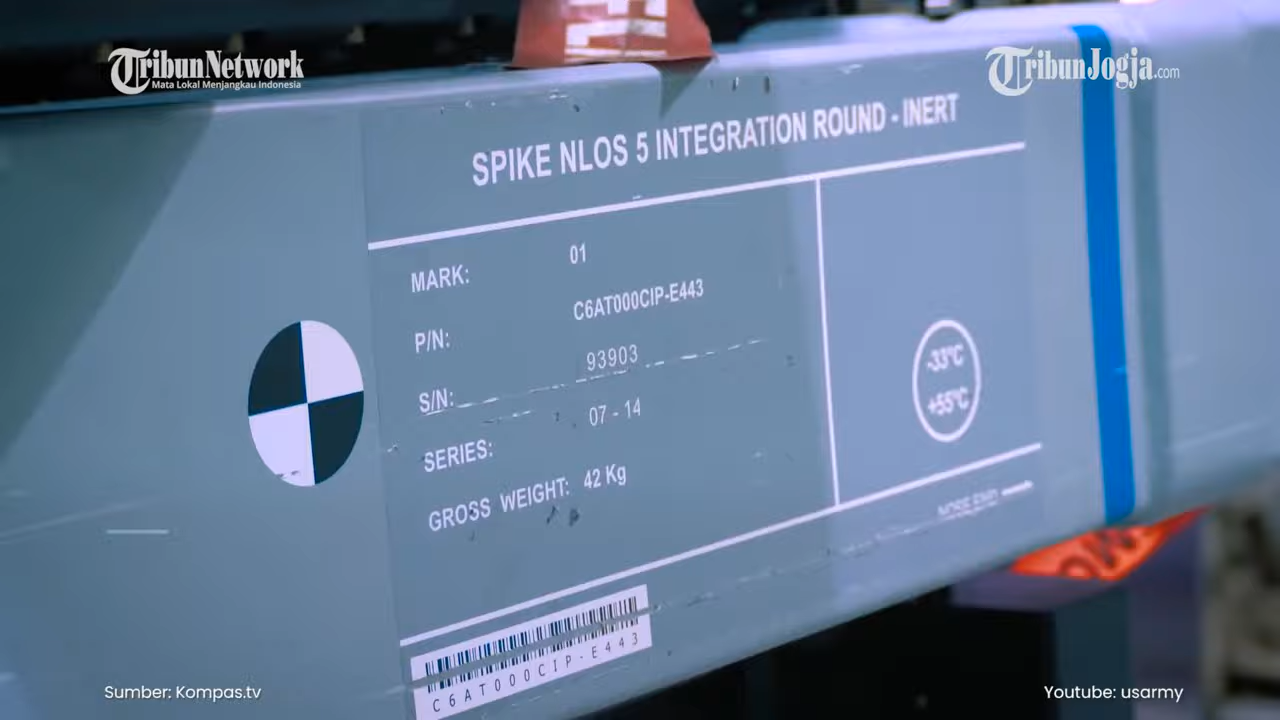 TribunNetwork
Mata Lokal Menjangkau Indonesia
TribunJogja.com
SPIKE NLOS 5 INTEGRATION ROUND - INERT
MARK: 01
P/N: C6AT000CIP-E443
S/N: 93903
SERIES: 07 - 14
GROSS WEIGHT: 42 Kg
-33°C
+55°C
C6AT000CIP-E443
Sumber: Kompas.tv
Youtube: usarmy